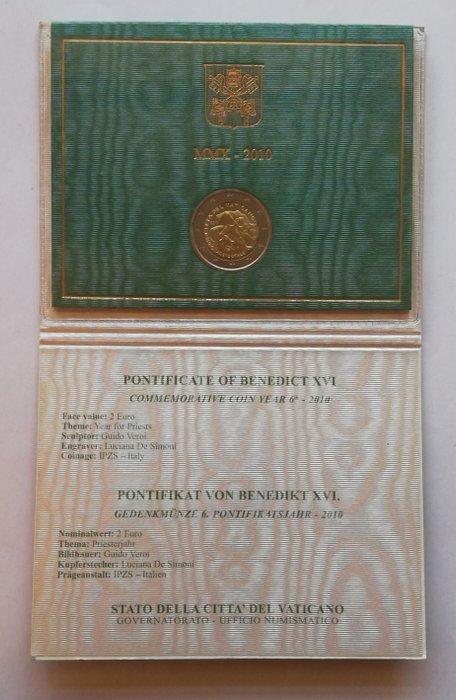 MMX - 2010
CITTA DEL VATICANO
PONTIFICATE OF BENEDICT XVI
COMMEMORATIVE COIN YEAR 6° - 2010
Face value: 2 Euro
Theme: Year for Priests
Sculptor: Guido Veroi
Engraver: Luciana De Simoni
Coinage: IPZS – Italy
PONTIFIKAT VON BENEDIKT XVI.
GEDENKMÜNZE 6. PONTIFIKATSJAHR - 2010
Nominalwert: 2 Euro
Thema: Priesterjahr
Bildhauer: Guido Veroi
Kupferstecher: Luciana De Simoni
Prägeanstalt: IPZS – Italien
STATO DELLA CITTA' DEL VATICANO
GOVERNATORATO - UFFICIO NUMISMATICO